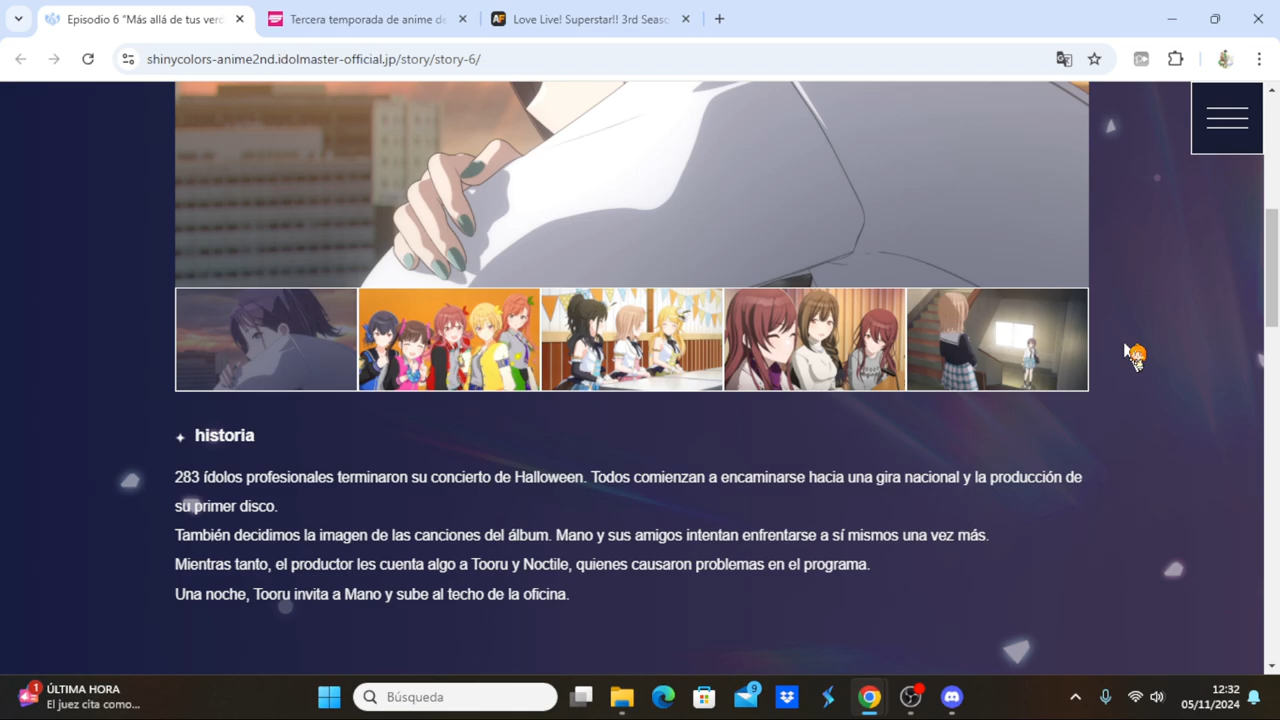 Episodio 6 “Más allá de tus verd
Tercera temporada de anime de
Love Live! Superstar!! 3rd Seaso
shinycolors-anime2nd.idolmaster-official.jp/story/story-6/
historia
283 ídolos profesionales terminaron su concierto de Halloween. Todos comienzan a encaminarse hacia una gira nacional y la producción de
su primer disco.
También decidimos la imagen de las canciones del álbum. Mano y sus amigos intentan enfrentarse a sí mismos una vez más.
Mientras tanto, el productor les cuenta algo a Tooru y Noctile, quienes causaron problemas en el programa.
Una noche, Tooru invita a Mano y sube al techo de la oficina.
1
ÚLTIMA HORA
El juez cita como...
Búsqueda
9
12:32
05/11/2024